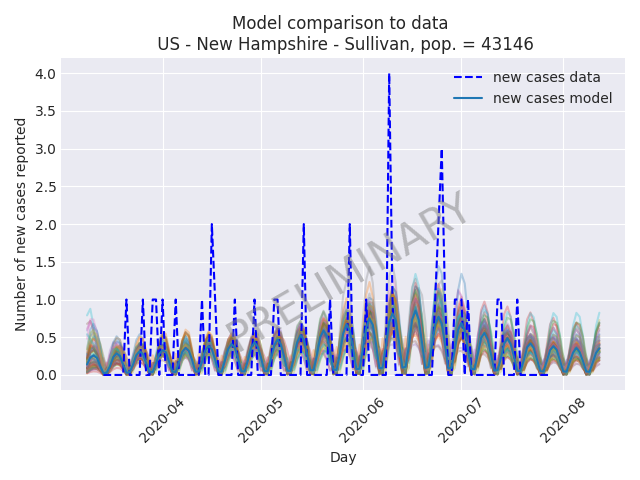 Model comparison to data
US - New Hampshire - Sullivan, pop. = 43146
4.0
3.5
3.0
2.5
2.0
1.5
1.0
0.5
0.0
Number of new cases reported
new cases data
new cases model
PRELIMINARY
2020-04
2020-05
2020-06
2020-07
2020-08
Day